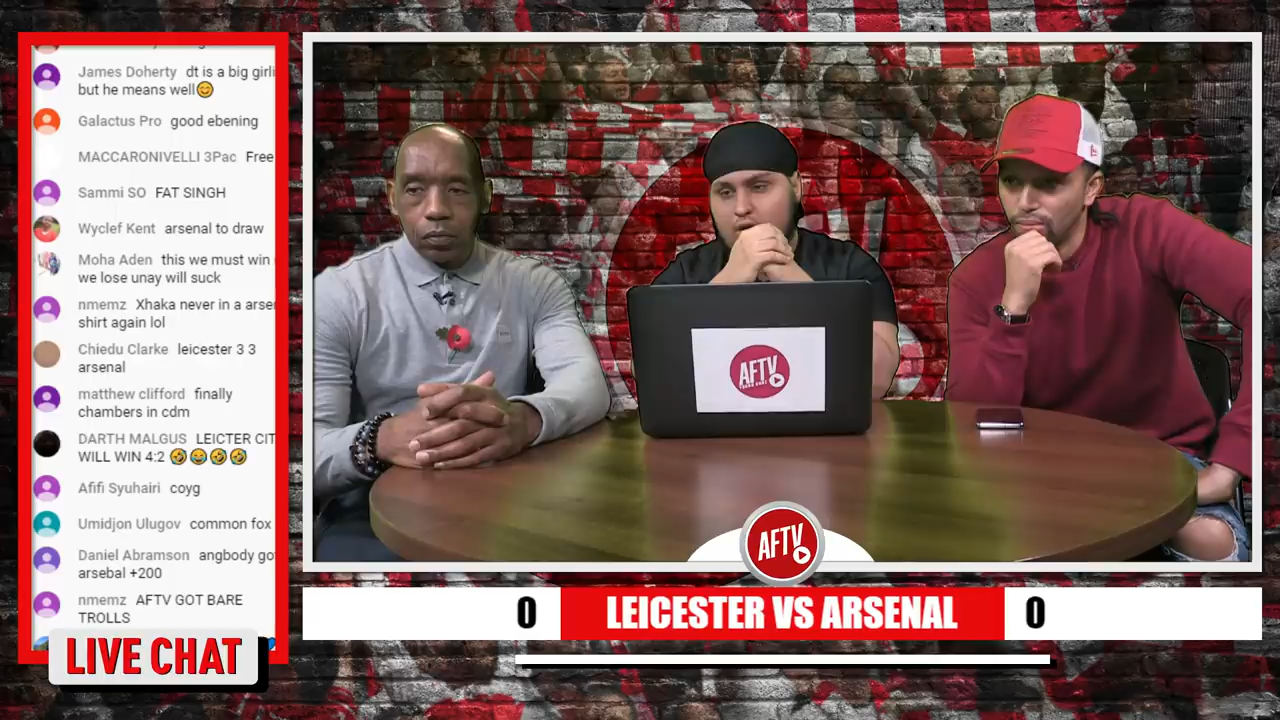 James Doherty dt is a big girli
but he means well
Galactus Pro good ebening
MACCARONIVELLI 3Pac Free
Sammi SO FAT SINGH
Wyclef Kent arsenal to draw
Moha Aden this we must win
we lose unay will suck
nmemz Xhaka never in a arse
shirt again lol
Chiedu Clarke leicester 3 3
arsenal
matthew clifford finally
chambers in cdm
DARTH MALGUS LEICTER CIT
WILL WIN 4:2
Afifi Syuhairi coyg
Umidjon Ulugov common fox
Daniel Abramson angbody go
arsebal +200
nmemz AFTV GOT BARE
TROLLS
LIVE CHAT
AFTV
AFTV
0 LEICESTER VS ARSENAL 0